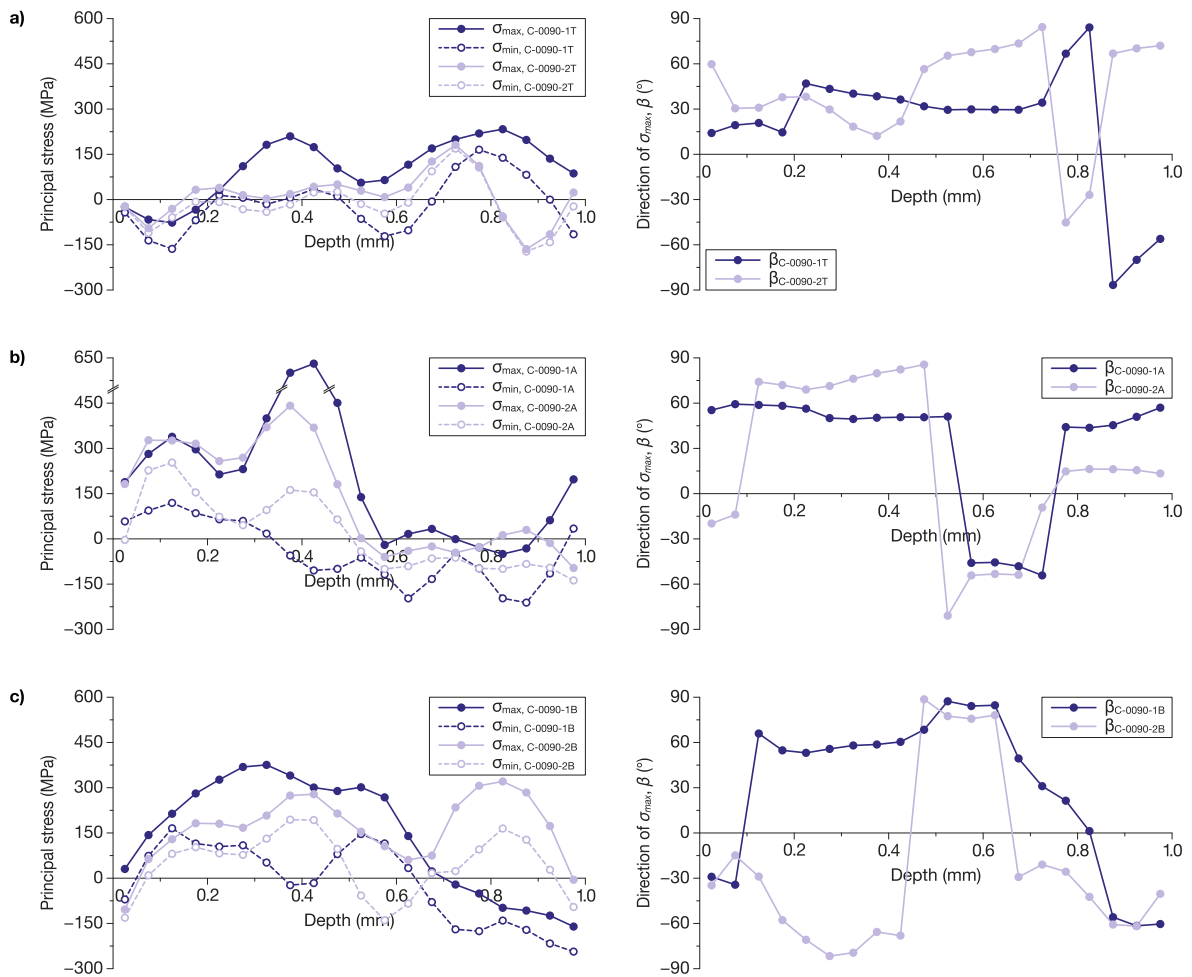 a)
600
450
300
150
0
−150
−300
Principal stress (MPa)
0 0.2 0.4 0.6 0.8 1.0
Depth (mm)
σmax, C-0090-1T
σmin, C-0090-1T
σmax, C-0090-2T
σmin, C-0090-2T
90
60
30
0
−30
−60
−90
Direction of σmax, β (°)
0 0.2 0.4 0.6 0.8 1.0
Depth (mm)
βC-0090-1T
βC-0090-2T
b)
650
450
300
150
0
−150
−300
Principal stress (MPa)
0 0.2 0.4 0.6 0.8 1.0
Depth (mm)
σmax, C-0090-1A
σmin, C-0090-1A
σmax, C-0090-2A
σmin, C-0090-2A
90
60
30
0
−30
−60
−90
Direction of σmax, β (°)
0 0.2 0.4 0.6 0.8 1.0
Depth (mm)
βC-0090-1A
βC-0090-2A
c)
600
450
300
150
0
−150
−300
Principal stress (MPa)
0 0.2 0.4 0.6 0.8 1.0
Depth (mm)
σmax, C-0090-1B
σmin, C-0090-1B
σmax, C-0090-2B
σmin, C-0090-2B
90
60
30
0
−30
−60
−90
Direction of σmax, β (°)
0 0.2 0.4 0.6 0.8 1.0
Depth (mm)
βC-0090-1B
βC-0090-2B